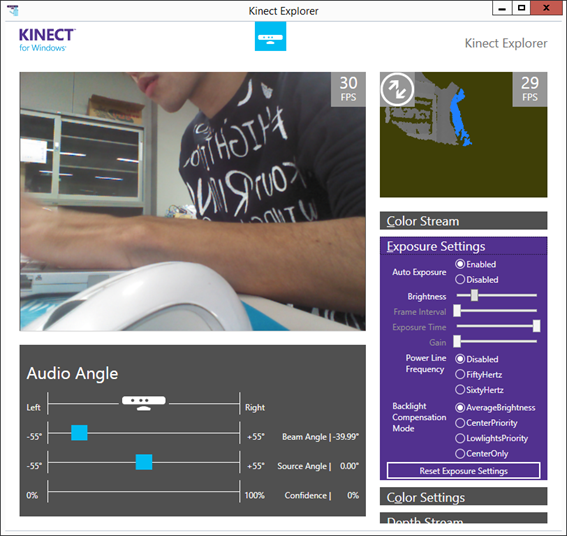 Kinect Explorer
KINECT™
for Windows
Kinect Explorer
30
FPS
29
FPS
Color Stream
Exposure Settings
Auto Exposure
Enabled
Disabled
Brightness
Frame Interval
Exposure Time
Gain
Power Line
Frequency
Disabled
FiftyHertz
SixtyHertz
Backlight
Compensation
Mode
AverageBrightness
CenterPriority
LowlightsPriority
CenterOnly
Reset Exposure Settings
Color Settings
Depth Stream
Audio Angle
Left Right
-55° +55° Beam Angle | -39.99°
-55° +55° Source Angle | 0.00°
0% 100% Confidence | 0%